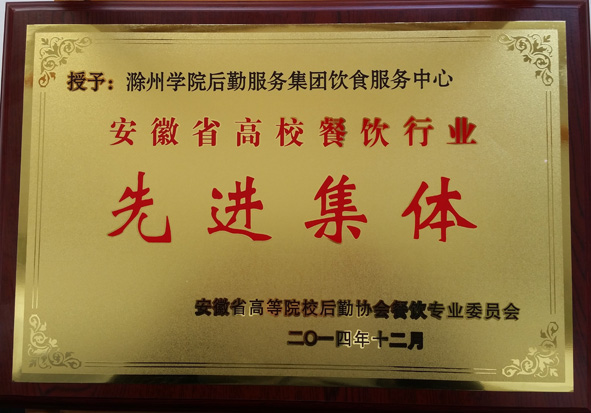 授予：滁州学院后勤服务集团饮食服务中心
安徽省高校餐饮行业
先进集体
安徽省高等院校后勤协会餐饮专业委员会
二〇一四年十二月